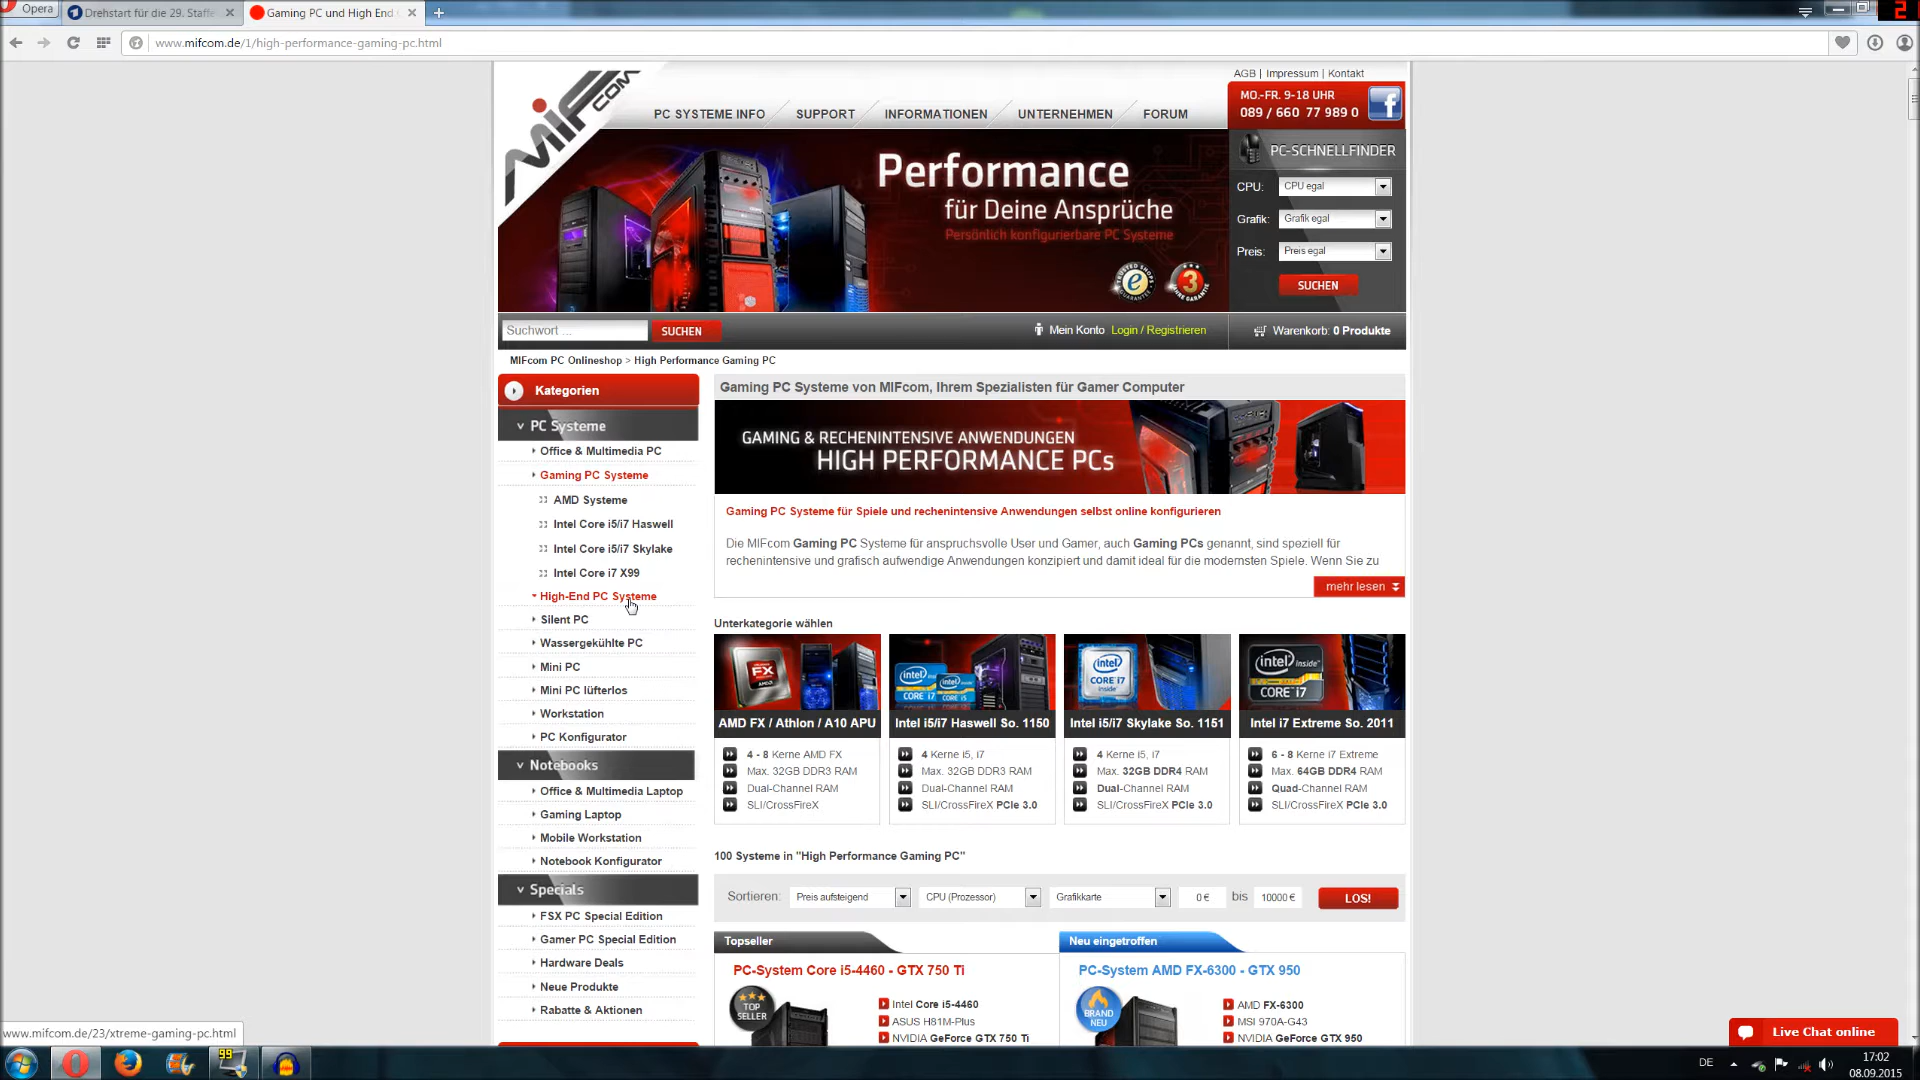 Opera
Drehstart für die 29. Staffe
Gaming PC und High End
2
www.mifcom.de/1/high-performance-gaming-pc.html
MIFCOM
AGB | Impressum | Kontakt
PC SYSTEME INFO
SUPPORT
INFORMATIONEN
UNTERNEHMEN
FORUM
MO.-FR. 9-18 UHR
089 / 660 77 989 0
Performance
für Deine Ansprüche
Persönlich konfigurierbare PC Systeme
PC-SCHNELLFINDER
CPU: CPU egal
Grafik: Grafik egal
Preis: Preis egal
SUCHEN
Suchwort ...
SUCHEN
Mein Konto Login / Registrieren
Warenkorb: 0 Produkte
MIFcom PC Onlineshop > High Performance Gaming PC
Kategorien
PC Systeme
Office & Multimedia PC
Gaming PC Systeme
AMD Systeme
Intel Core i5/i7 Haswell
Intel Core i5/i7 Skylake
Intel Core i7 X99
High-End PC Systeme
Silent PC
Wassergekühlte PC
Mini PC
Mini PC lüfterlos
Workstation
PC Konfigurator
Notebooks
Office & Multimedia Laptop
Gaming Laptop
Mobile Workstation
Notebook Konfigurator
Specials
FSX PC Special Edition
Gamer PC Special Edition
Hardware Deals
Neue Produkte
Rabatte & Aktionen
Gaming PC Systeme von MIFcom, Ihrem Spezialisten für Gamer Computer
GAMING & RECHENINTENSIVE ANWENDUNGEN
HIGH PERFORMANCE PCs
Gaming PC Systeme für Spiele und rechenintensive Anwendungen selbst online konfigurieren
Die MIFcom Gaming PC Systeme für anspruchsvolle User und Gamer, auch Gaming PCs genannt, sind speziell für
rechenintensive und grafisch aufwendige Anwendungen konzipiert und damit ideal für die modernsten Spiele. Wenn Sie zu
mehr lesen
Unterkategorie wählen
AMD FX / Athlon / A10 APU
4 - 8 Kerne AMD FX
Max. 32GB DDR3 RAM
Dual-Channel RAM
SLI/CrossFireX
Intel i5/i7 Haswell So. 1150
4 Kerne i5, i7
Max. 32GB DDR3 RAM
Dual-Channel RAM
SLI/CrossFireX PCIe 3.0
Intel i5/i7 Skylake So. 1151
4 Kerne i5, i7
Max. 32GB DDR4 RAM
Dual-Channel RAM
SLI/CrossFireX PCIe 3.0
Intel i7 Extreme So. 2011
6 - 8 Kerne i7 Extreme
Max. 64GB DDR4 RAM
Quad-Channel RAM
SLI/CrossFireX PCIe 3.0
100 Systeme in "High Performance Gaming PC"
Sortieren: Preis aufsteigend CPU (Prozessor) Grafikkarte 0 € bis 10000 € LOS!
Topseller
PC-System Core i5-4460 - GTX 750 Ti
TOP
SELLER
Intel Core i5-4460
ASUS H81M-Plus
NVIDIA GeForce GTX 750 Ti
Neu eingetroffen
PC-System AMD FX-6300 - GTX 950
BRAND
NEU
AMD FX-6300
MSI 970A-G43
NVIDIA GeForce GTX 950
www.mifcom.de/23/xtreme-gaming-pc.html
Live Chat online
99
DE
17:02
08.09.2015